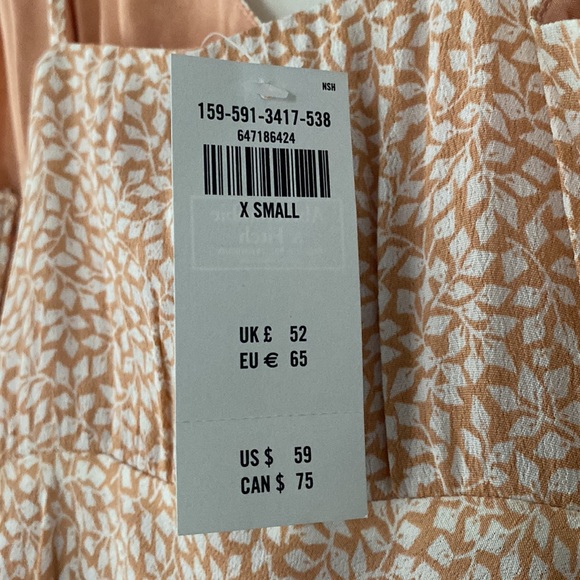 NSH
159-591-3417-538
647186424
X SMALL
UK £ 52
EU € 65
US $ 59
CAN $ 75